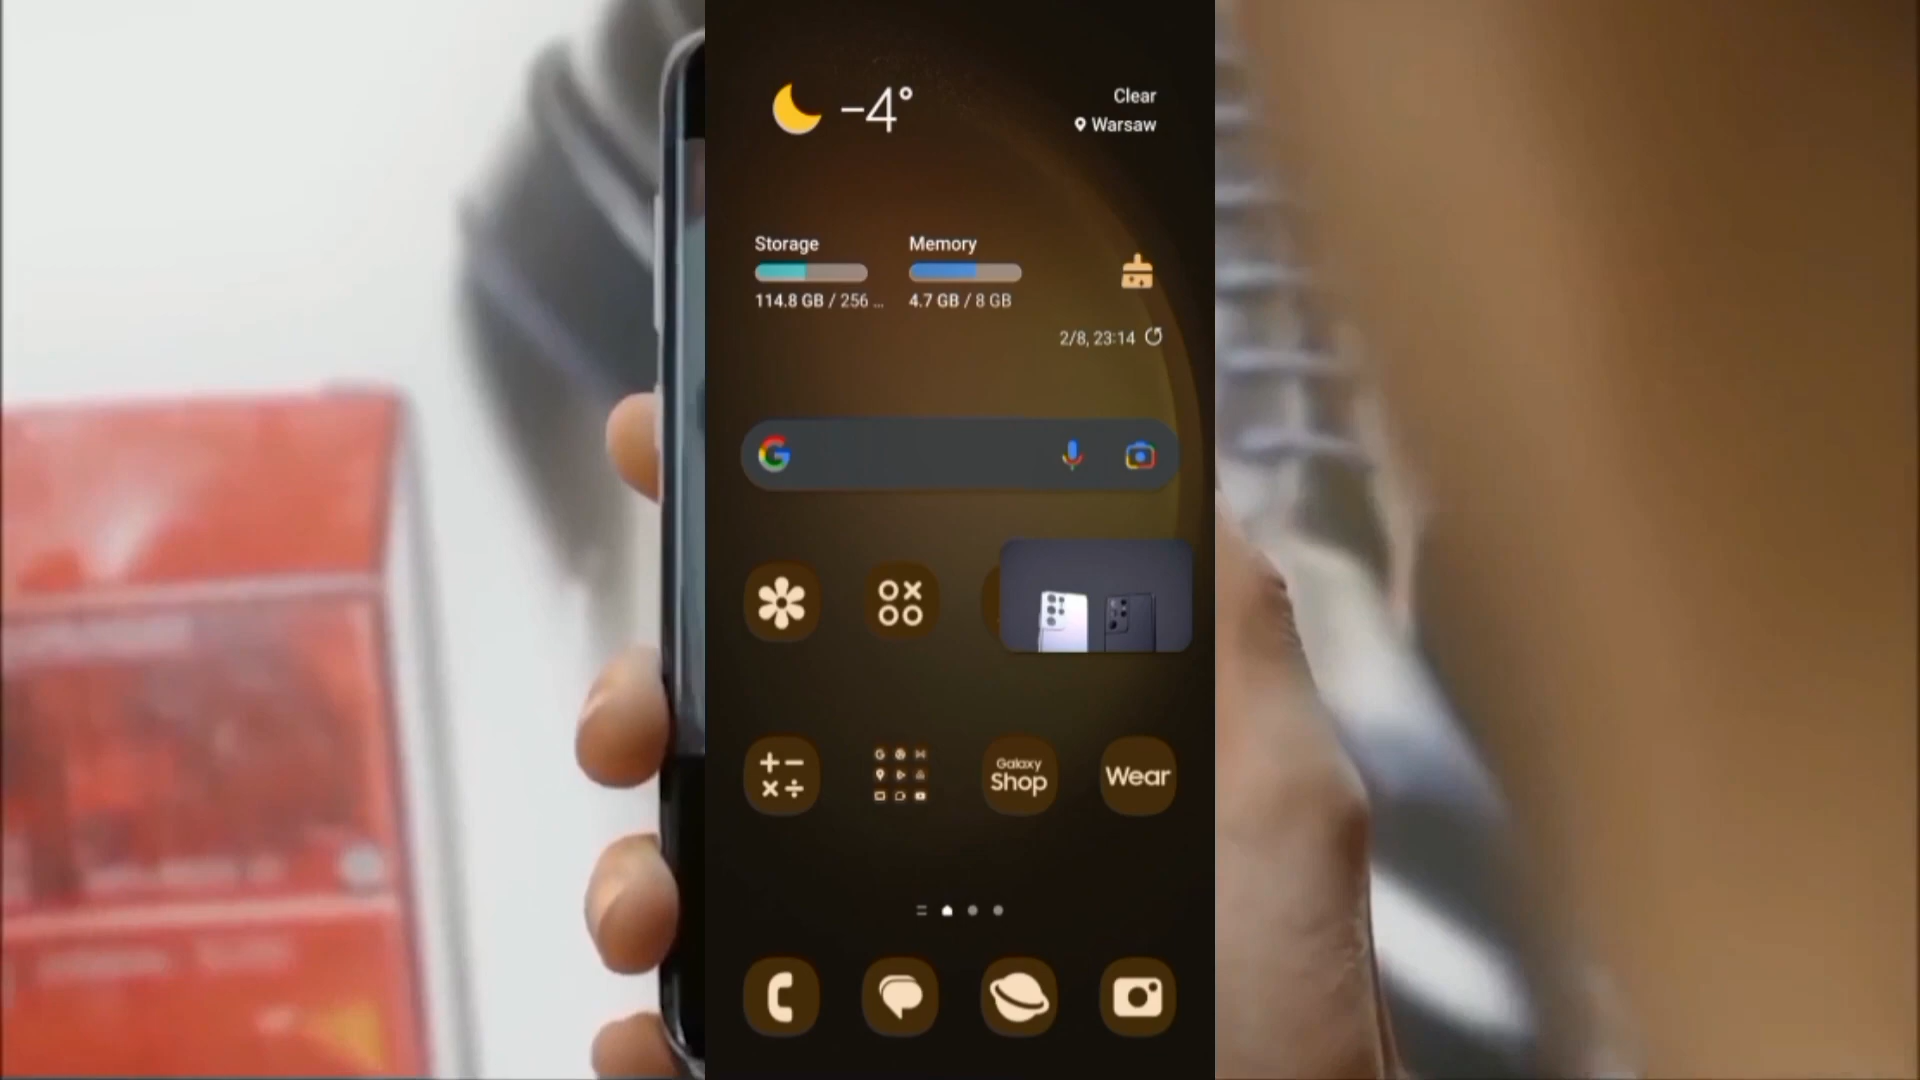 -4°
Clear
Warsaw
Storage
Memory
114.8 GB / 256 ...
4.7 GB / 8 GB
2/8, 23:14
Galaxy
Shop
Wear